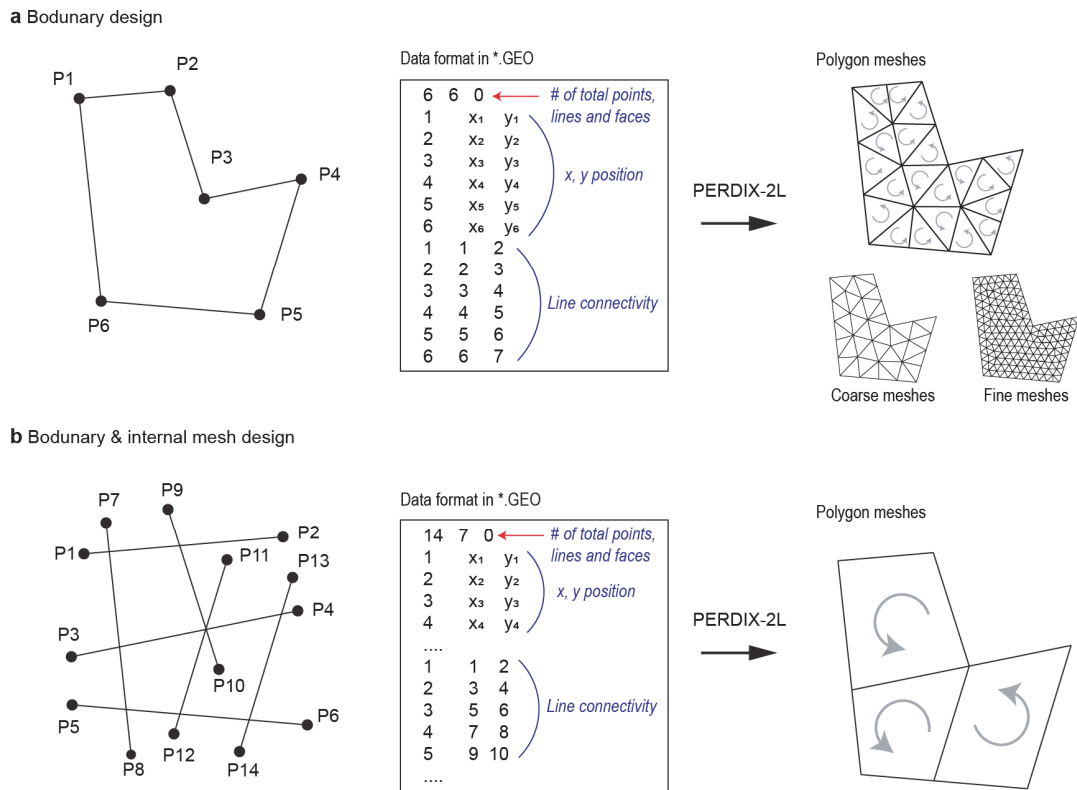 a Bodunary design
P1
P2
P3
P4
P5
P6
Data format in *.GEO
6 6 0
# of total points,
lines and faces
1 x₁ y₁
2 x₂ y₂
3 x₃ y₃
4 x₄ y₄
5 x₅ y₅
6 x₆ y₆
x, y position
1 1 2
2 2 3
3 3 4
4 4 5
5 5 6
6 6 7
Line connectivity
PERDIX-2L
Polygon meshes
Coarse meshes
Fine meshes
b Bodunary & internal mesh design
P7
P9
P1
P2
P11
P13
P3
P4
P10
P5
P6
P12
P8
P14
Data format in *.GEO
14 7 0
# of total points,
lines and faces
1 x₁ y₁
2 x₂ y₂
3 x₃ y₃
4 x₄ y₄
x, y position
....
1 1 2
2 3 4
3 5 6
4 7 8
5 9 10
Line connectivity
....
PERDIX-2L
Polygon meshes